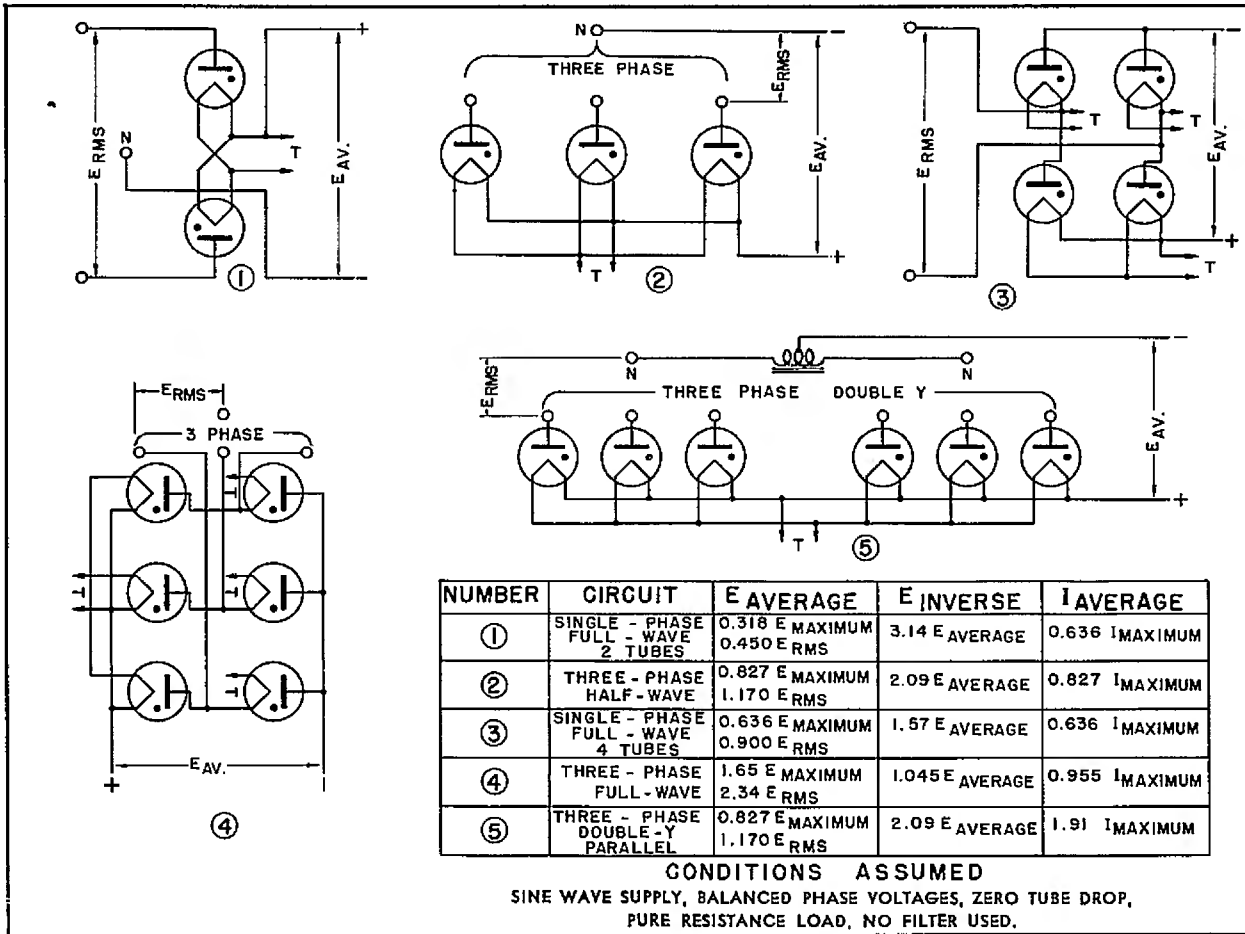 E RMS
N
T
E AV.
+
−
①
N
THREE PHASE
E RMS
E AV.
−
+
T
②
E RMS
T
T
E AV.
−
+
T
③
E RMS
3 PHASE
T
T
T
T
E AV.
+
−
④
E RMS
N
N
THREE PHASE DOUBLE Y
E AV.
−
+
T
⑤
NUMBER CIRCUIT E AVERAGE E INVERSE I AVERAGE
① SINGLE - PHASE FULL - WAVE 2 TUBES 0.318 E MAXIMUM 0.450 E RMS 3.14 E AVERAGE 0.636 I MAXIMUM
② THREE - PHASE HALF - WAVE 0.827 E MAXIMUM 1.170 E RMS 2.09 E AVERAGE 0.827 I MAXIMUM
③ SINGLE - PHASE FULL - WAVE 4 TUBES 0.636 E MAXIMUM 0.900 E RMS 1.57 E AVERAGE 0.636 I MAXIMUM
④ THREE - PHASE FULL - WAVE 1.65 E MAXIMUM 2.34 E RMS 1.045 E AVERAGE 0.955 I MAXIMUM
⑤ THREE - PHASE DOUBLE - Y PARALLEL 0.827 E MAXIMUM 1.170 E RMS 2.09 E AVERAGE 1.91 I MAXIMUM
CONDITIONS ASSUMED
SINE WAVE SUPPLY, BALANCED PHASE VOLTAGES, ZERO TUBE DROP,
PURE RESISTANCE LOAD, NO FILTER USED.